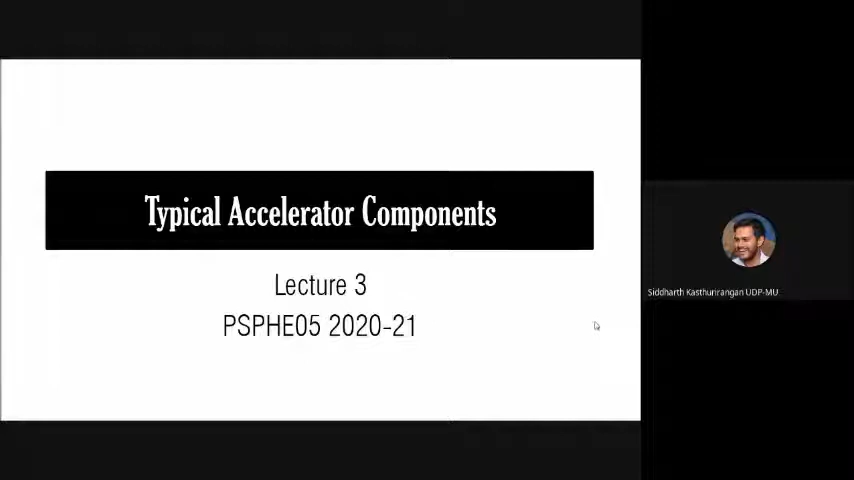 Typical Accelerator Components
Lecture 3
PSPHE05 2020-21
Siddharth Kasthurirangan UDP-MU